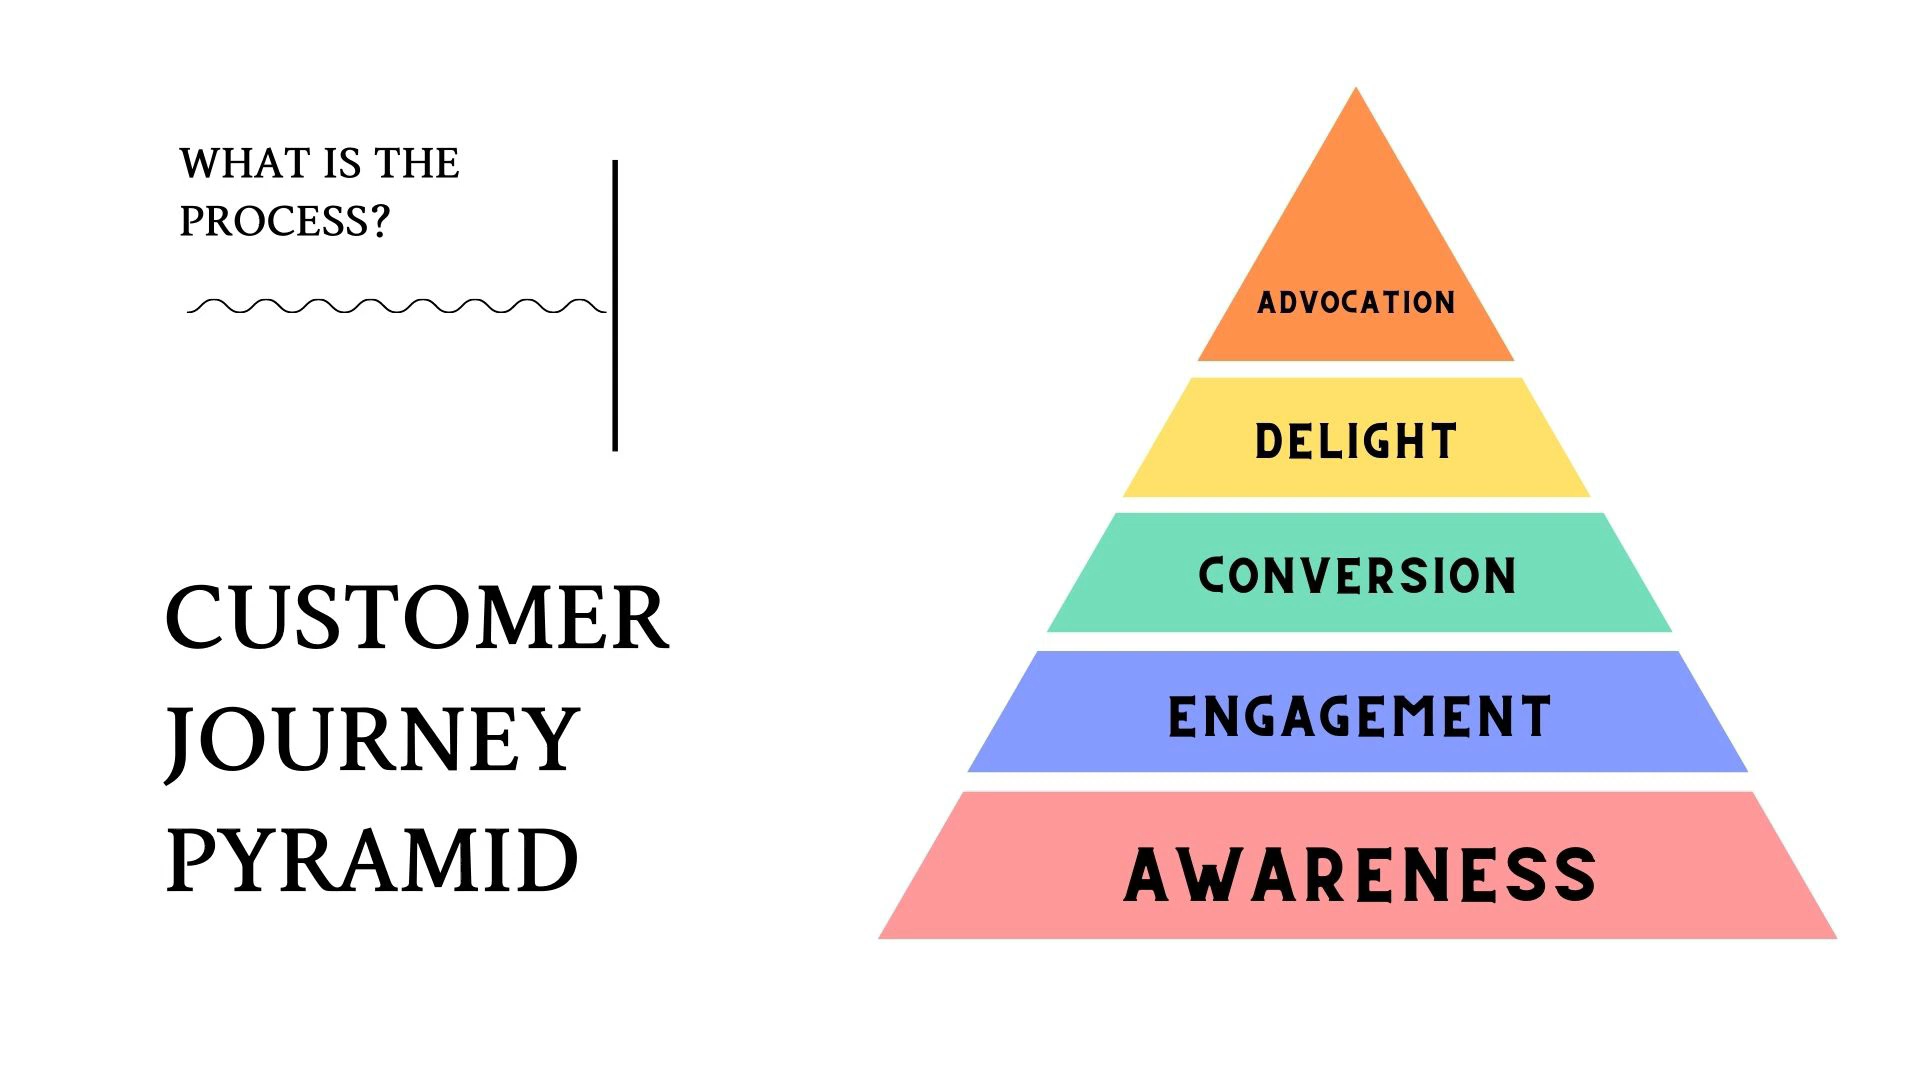 WHAT IS THE
PROCESS?
CUSTOMER
JOURNEY
PYRAMID
ADVOCATION
DELIGHT
CONVERSION
ENGAGEMENT
AWARENESS